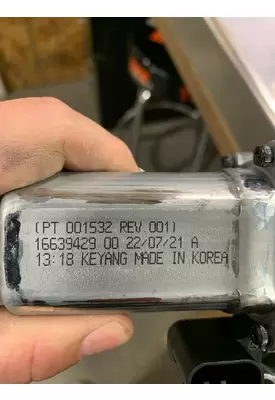 (PT 001532 REV.001)
16639429 00 22/07/21 A
13:18 KEYANG MADE IN KOREA